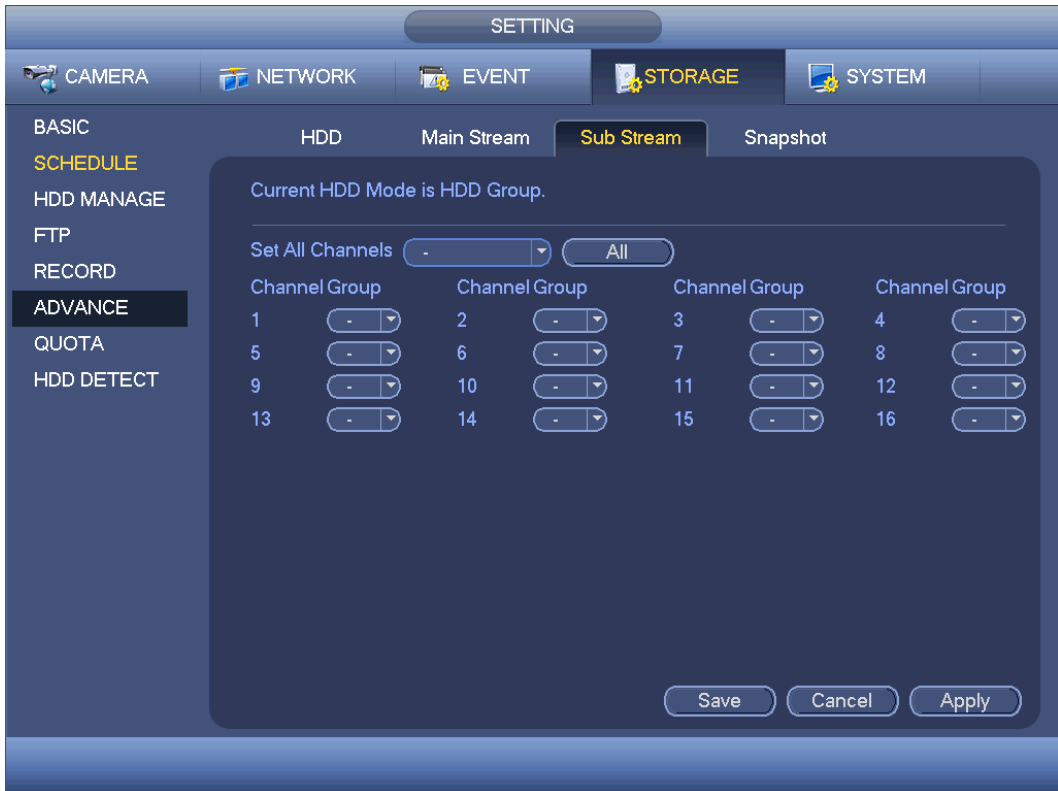 SETTING
CAMERA NETWORK EVENT STORAGE SYSTEM
BASIC
SCHEDULE
HDD MANAGE
FTP
RECORD
ADVANCE
QUOTA
HDD DETECT
HDD Main Stream Sub Stream Snapshot
Current HDD Mode is HDD Group.
Set All Channels - All
Channel Group Channel Group Channel Group Channel Group
1 - 2 - 3 - 4 -
5 - 6 - 7 - 8 -
9 - 10 - 11 - 12 -
13 - 14 - 15 - 16 -
Save Cancel Apply